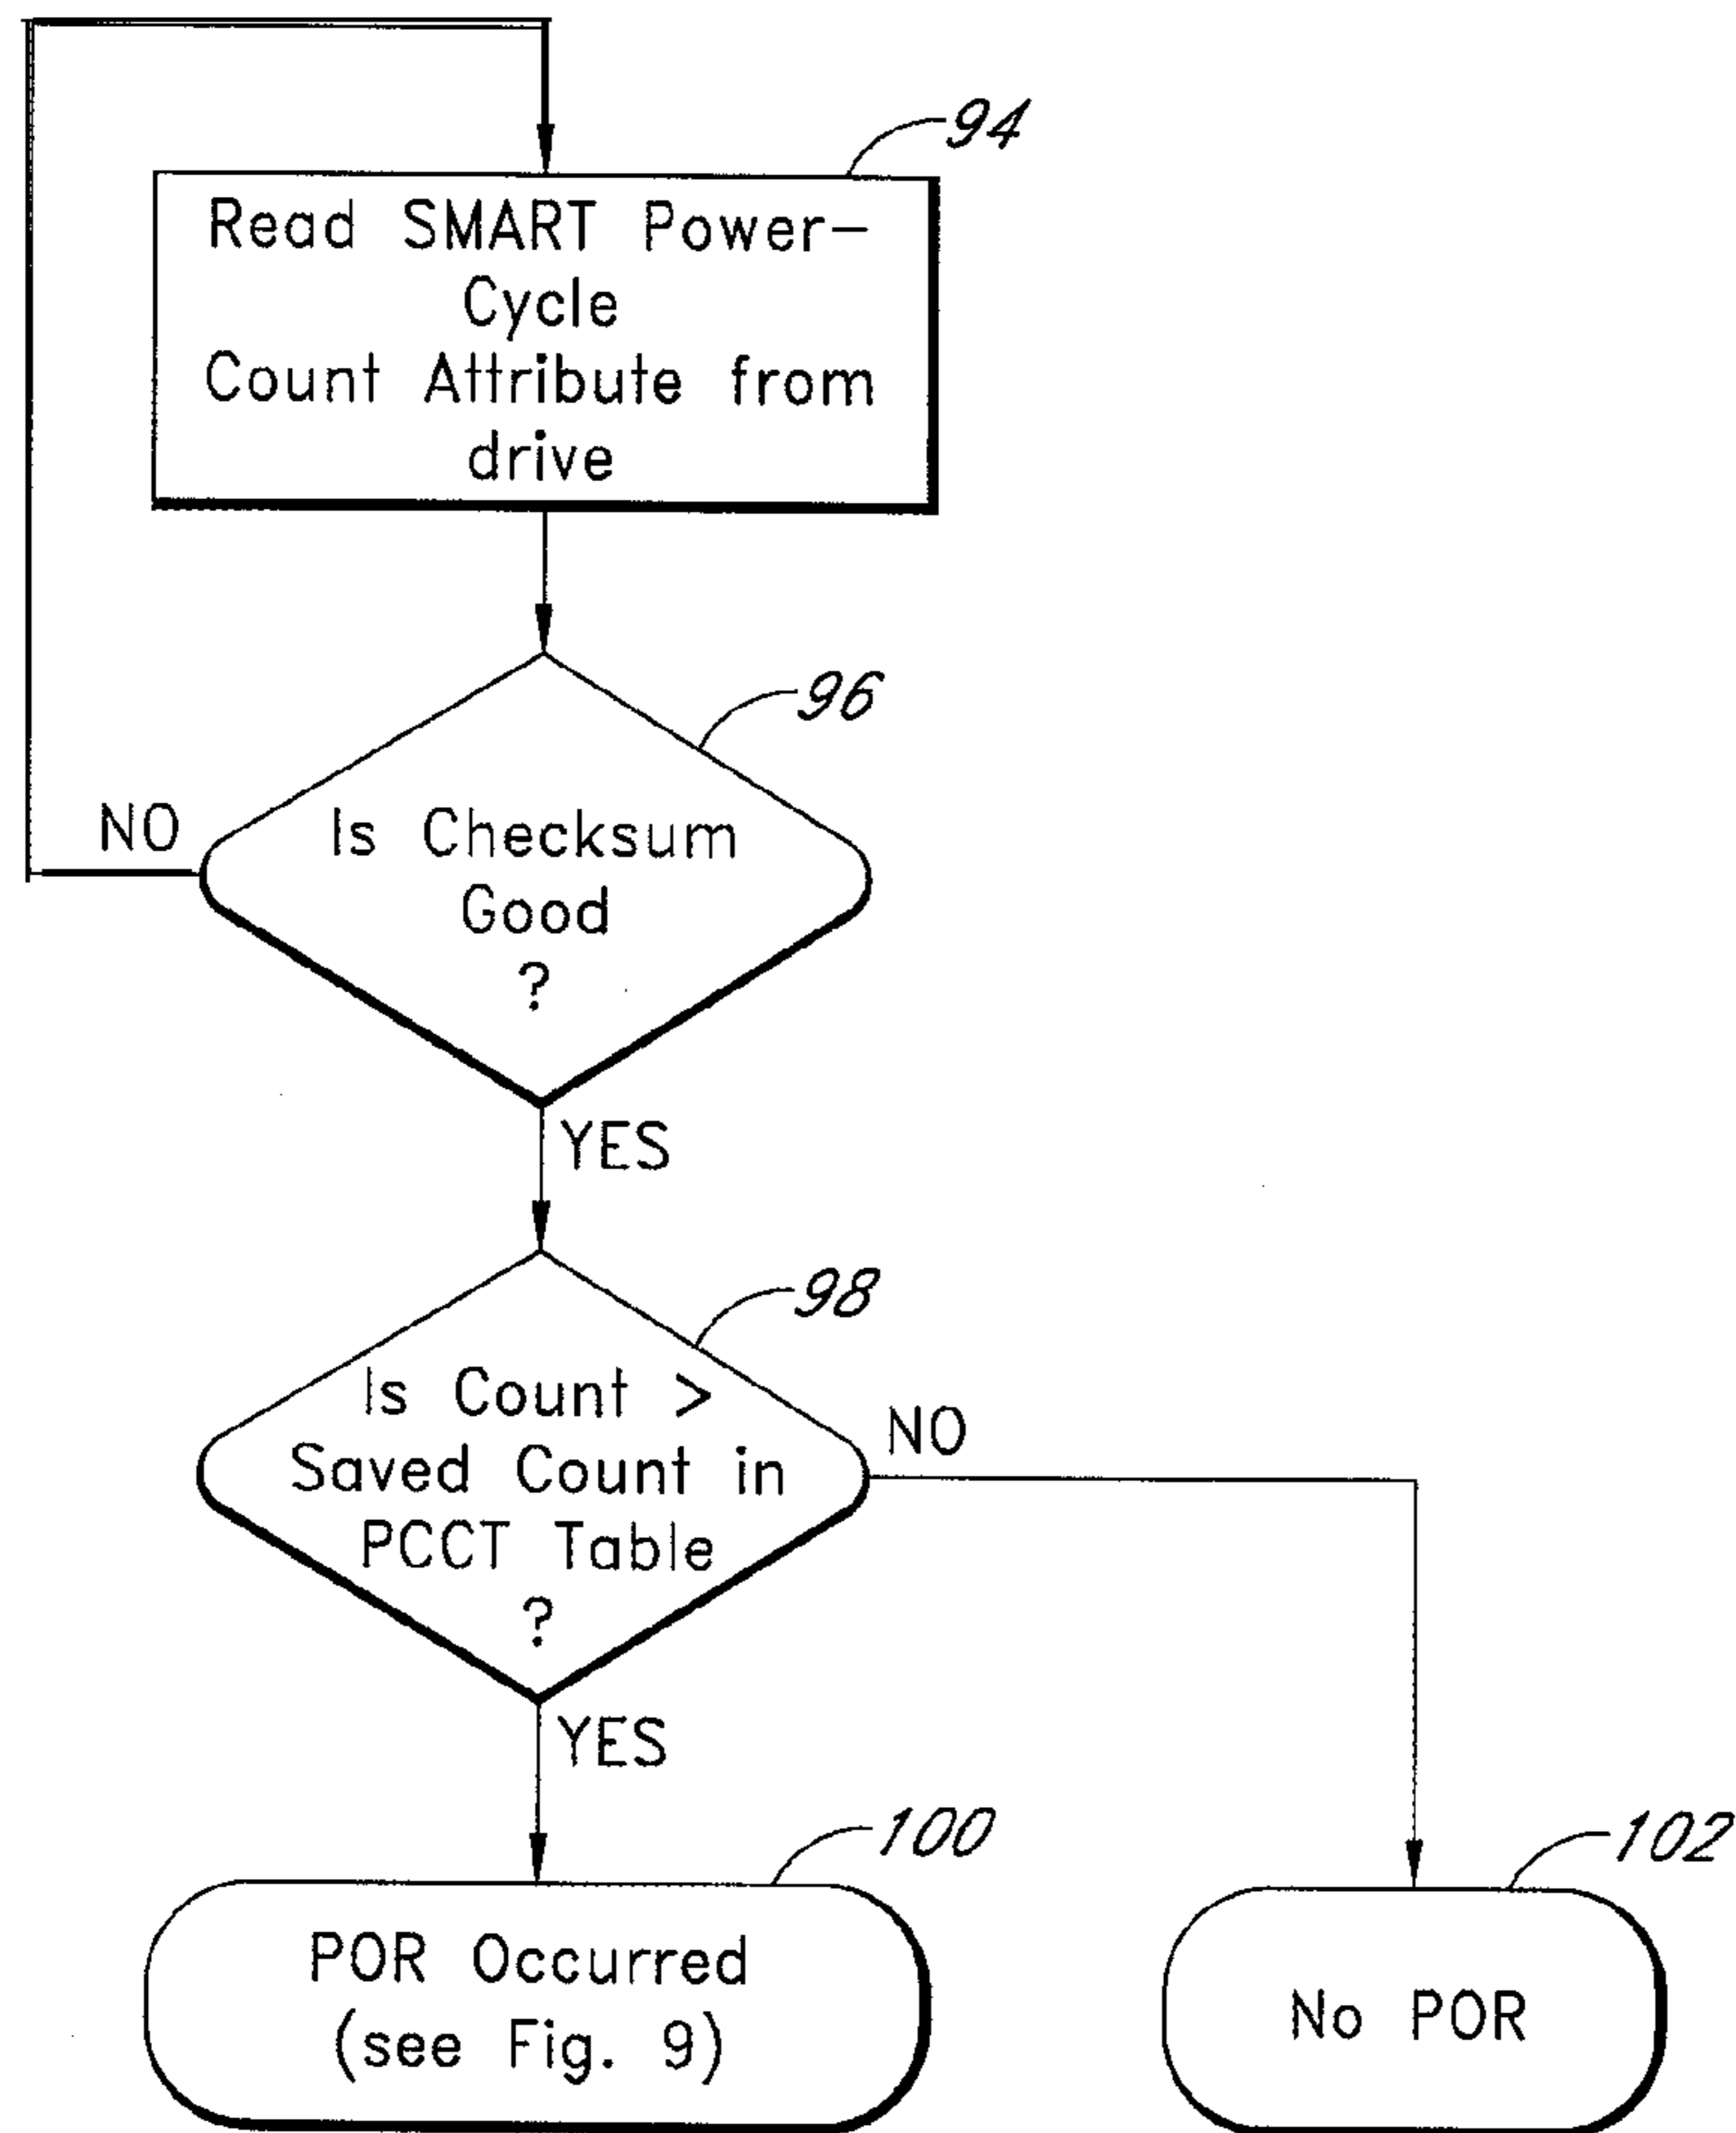 94
Read SMART Power-
Cycle
Count Attribute from
drive
96
NO
Is Checksum
Good
?
YES
98
Is Count >
Saved Count in
PCCT Table
?
NO
YES
100
POR Occurred
(see Fig. 9)
102
No POR